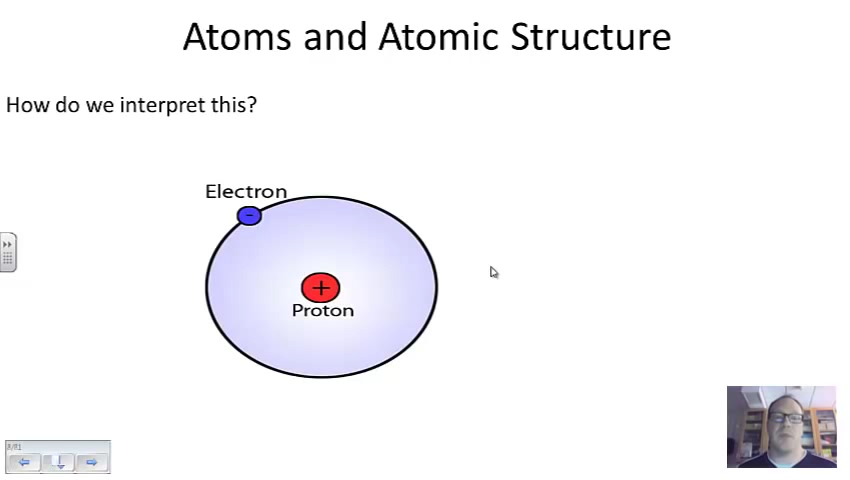 Atoms and Atomic Structure
How do we interpret this?
Electron
-
+
Proton